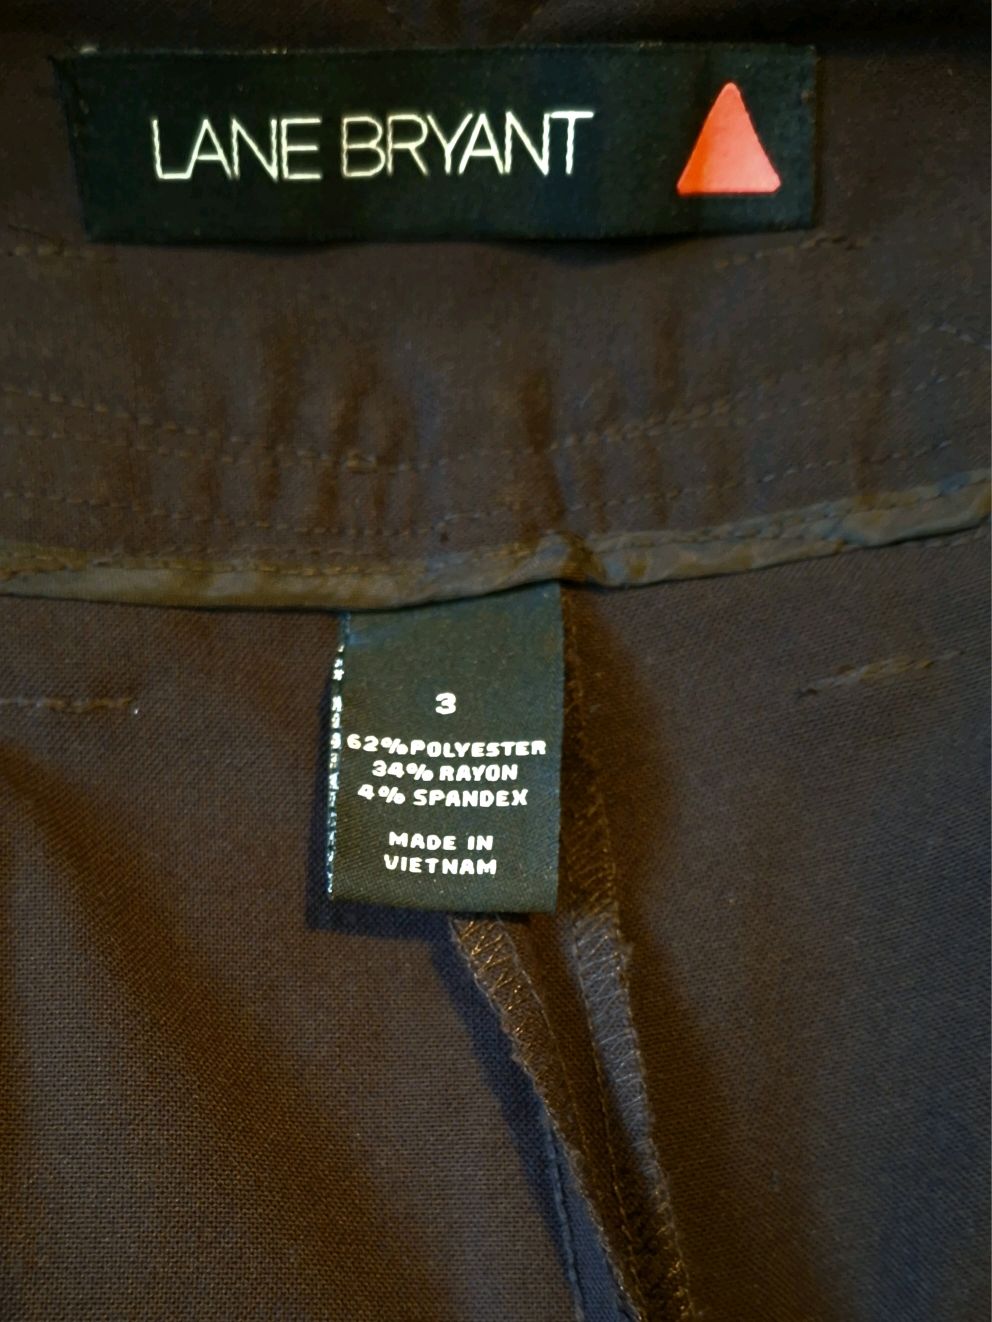 LANE BRYANT
3
62%POLYESTER
34% RAYON
4% SPANDEX
MADE IN
VIETNAM